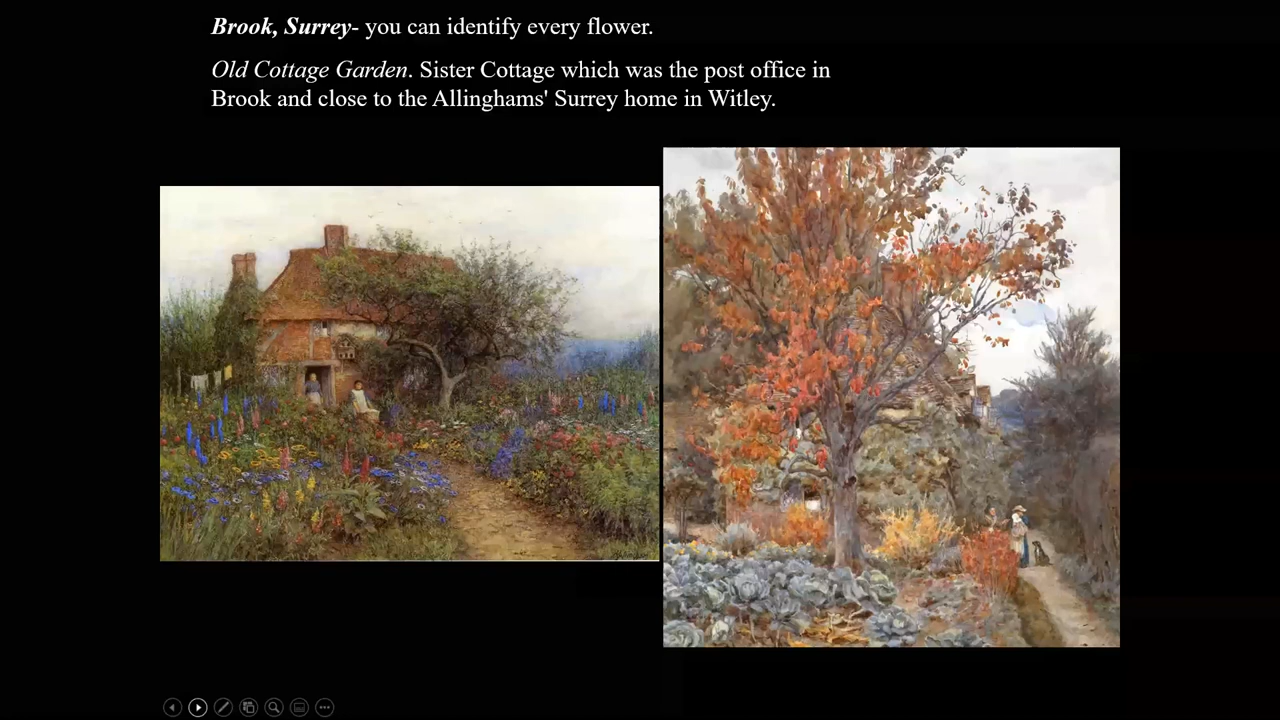 Brook, Surrey- you can identify every flower.
Old Cottage Garden. Sister Cottage which was the post office in
Brook and close to the Allinghams' Surrey home in Witley.